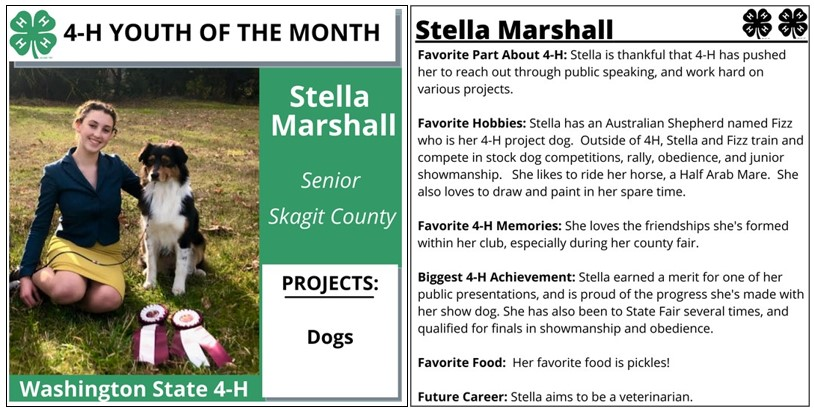 4-H YOUTH OF THE MONTH
Stella
Marshall
Senior
Skagit County
PROJECTS:
Dogs
Washington State 4-H
Stella Marshall
Favorite Part About 4-H: Stella is thankful that 4-H has pushed
her to reach out through public speaking, and work hard on
various projects.
Favorite Hobbies: Stella has an Australian Shepherd named Fizz
who is her 4-H project dog.  Outside of 4H, Stella and Fizz train and
compete in stock dog competitions, rally, obedience, and junior
showmanship.   She likes to ride her horse, a Half Arab Mare.  She
also loves to draw and paint in her spare time.
Favorite 4-H Memories: She loves the friendships she's formed
within her club, especially during her county fair.
Biggest 4-H Achievement: Stella earned a merit for one of her
public presentations, and is proud of the progress she's made with
her show dog. She has also been to State Fair several times, and
qualified for finals in showmanship and obedience.
Favorite Food:  Her favorite food is pickles!
Future Career: Stella aims to be a veterinarian.
H H H H
H H H H
H H H H